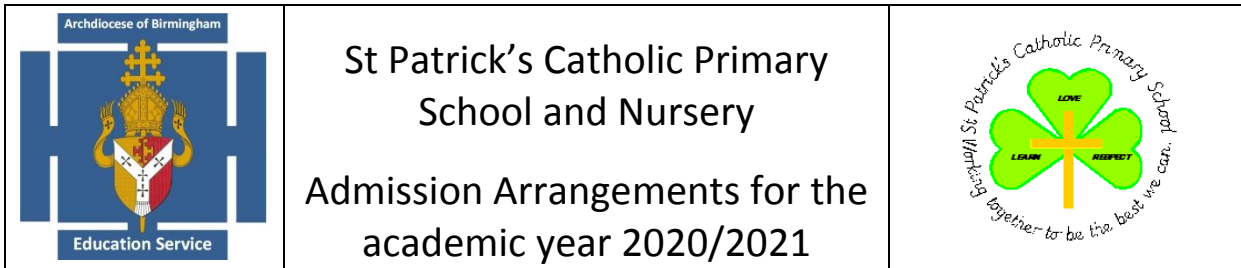 Archdiocese of Birmingham
Education Service
St Patrick’s Catholic Primary
School and Nursery
Admission Arrangements for the
academic year 2020/2021
St Patrick's Catholic Primary School
Working together to be the best we can.
LOVE
LEARN
RESPECT